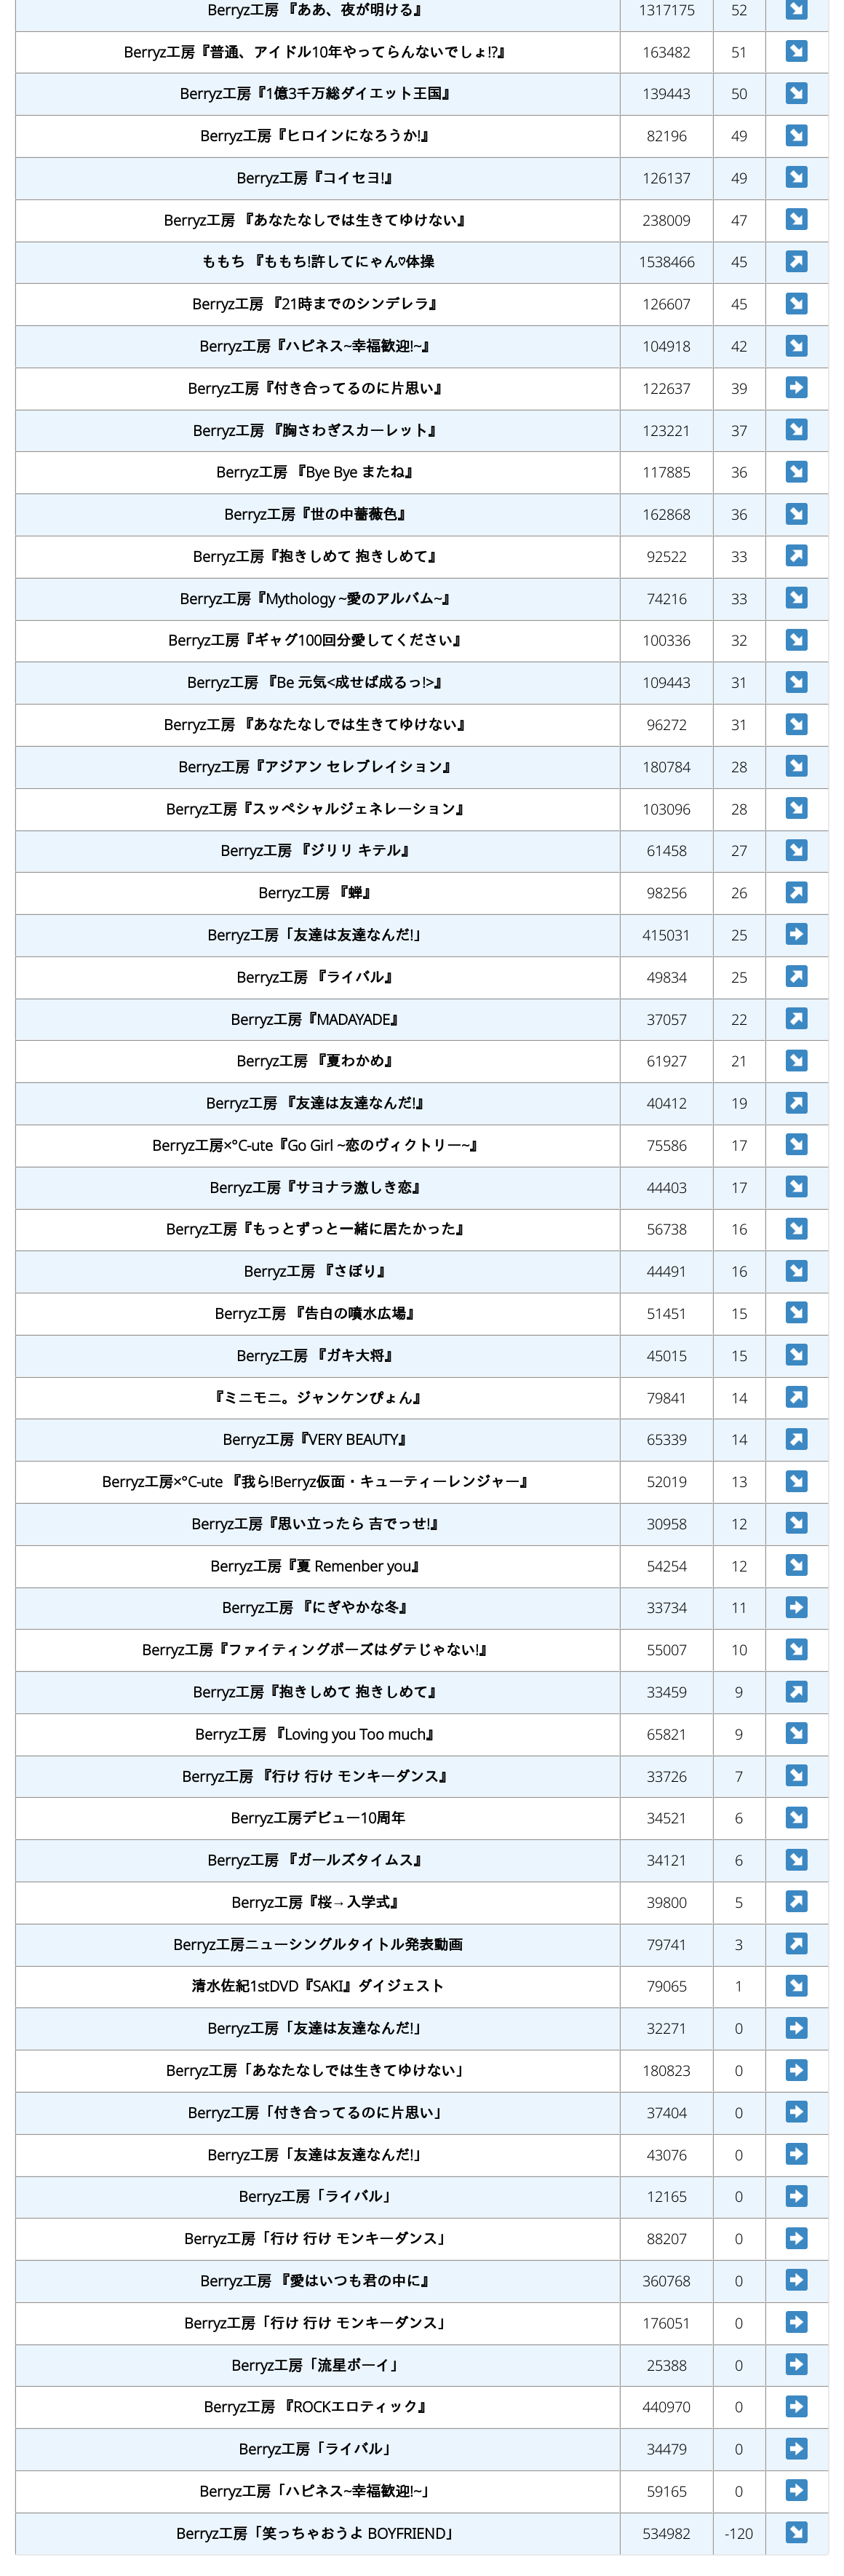 Berryz工房 『ああ、夜が明ける』 1317175 52 ↘
Berryz工房『普通、アイドル10年やってらんないでしょ!?』 163482 51 ↘
Berryz工房『1億3千万総ダイエット王国』 139443 50 ↘
Berryz工房『ヒロインになろうか!』 82196 49 ↘
Berryz工房『コイセヨ!』 126137 49 ↘
Berryz工房 『あなたなしでは生きてゆけない』 238009 47 ↘
ももち 『ももち!許してにゃん♡体操 1538466 45 ↗
Berryz工房 『21時までのシンデレラ』 126607 45 ↘
Berryz工房『ハピネス~幸福歓迎!~』 104918 42 ↘
Berryz工房『付き合ってるのに片思い』 122637 39 ➡
Berryz工房 『胸さわぎスカーレット』 123221 37 ↘
Berryz工房 『Bye Bye またね』 117885 36 ↘
Berryz工房『世の中薔薇色』 162868 36 ↘
Berryz工房『抱きしめて 抱きしめて』 92522 33 ↗
Berryz工房『Mythology ~愛のアルバム~』 74216 33 ↘
Berryz工房『ギャグ100回分愛してください』 100336 32 ↘
Berryz工房 『Be 元気<成せば成るっ!>』 109443 31 ↘
Berryz工房 『あなたなしでは生きてゆけない』 96272 31 ↘
Berryz工房『アジアン セレブレイション』 180784 28 ↘
Berryz工房『スッペシャルジェネレーション』 103096 28 ↘
Berryz工房 『ジリリ キテル』 61458 27 ↘
Berryz工房 『蝉』 98256 26 ↗
Berryz工房「友達は友達なんだ!」 415031 25 ➡
Berryz工房 『ライバル』 49834 25 ↗
Berryz工房『MADAYADE』 37057 22 ↗
Berryz工房 『夏わかめ』 61927 21 ↘
Berryz工房 『友達は友達なんだ!』 40412 19 ↗
Berryz工房×°C-ute『Go Girl ~恋のヴィクトリー~』 75586 17 ↘
Berryz工房『サヨナラ激しき恋』 44403 17 ↘
Berryz工房『もっとずっと一緒に居たかった』 56738 16 ↘
Berryz工房 『さぼり』 44491 16 ↘
Berryz工房 『告白の噴水広場』 51451 15 ↘
Berryz工房 『ガキ大将』 45015 15 ↘
『ミニモニ。ジャンケンぴょん』 79841 14 ↗
Berryz工房『VERY BEAUTY』 65339 14 ↗
Berryz工房×°C-ute 『我ら!Berryz仮面・キューティーレンジャー』 52019 13 ↘
Berryz工房『思い立ったら 吉でっせ!』 30958 12 ↘
Berryz工房『夏 Remenber you』 54254 12 ↘
Berryz工房 『にぎやかな冬』 33734 11 ➡
Berryz工房『ファイティングポーズはダテじゃない!』 55007 10 ↘
Berryz工房『抱きしめて 抱きしめて』 33459 9 ↗
Berryz工房 『Loving you Too much』 65821 9 ↘
Berryz工房 『行け 行け モンキーダンス』 33726 7 ↘
Berryz工房デビュー10周年 34521 6 ↘
Berryz工房 『ガールズタイムス』 34121 6 ↘
Berryz工房『桜→入学式』 39800 5 ↗
Berryz工房ニューシングルタイトル発表動画 79741 3 ↗
清水佐紀1stDVD『SAKI』ダイジェスト 79065 1 ↘
Berryz工房「友達は友達なんだ!」 32271 0 ➡
Berryz工房「あなたなしでは生きてゆけない」 180823 0 ➡
Berryz工房「付き合ってるのに片思い」 37404 0 ➡
Berryz工房「友達は友達なんだ!」 43076 0 ➡
Berryz工房「ライバル」 12165 0 ➡
Berryz工房「行け 行け モンキーダンス」 88207 0 ➡
Berryz工房 『愛はいつも君の中に』 360768 0 ➡
Berryz工房「行け 行け モンキーダンス」 176051 0 ➡
Berryz工房「流星ボーイ」 25388 0 ➡
Berryz工房 『ROCKエロティック』 440970 0 ➡
Berryz工房「ライバル」 34479 0 ➡
Berryz工房「ハピネス~幸福歓迎!~」 59165 0 ➡
Berryz工房「笑っちゃおうよ BOYFRIEND」 534982 -120 ↘